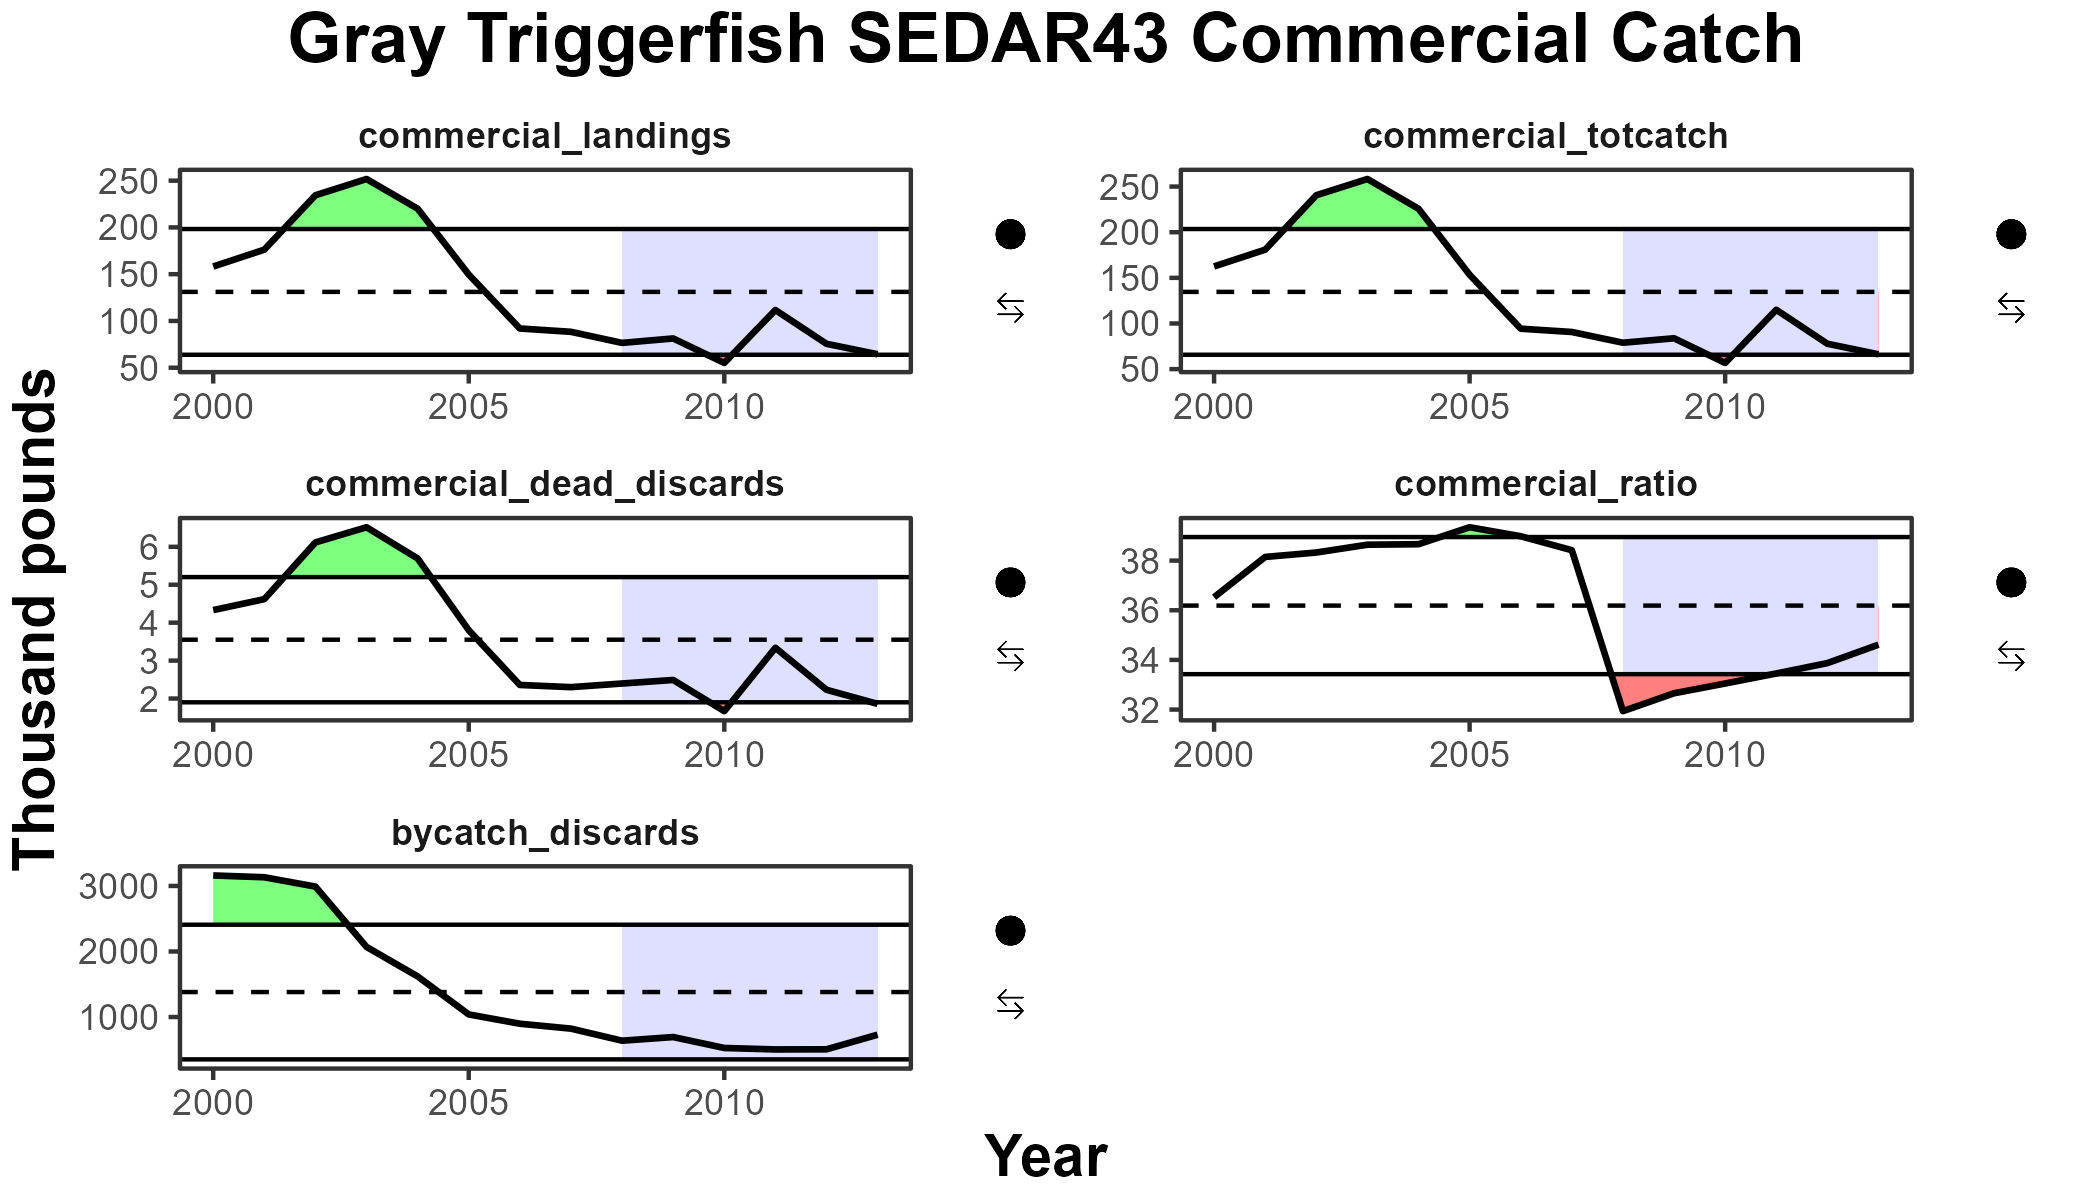 Gray Triggerfish SEDAR43 Commercial Catch
commercial_landings
250
200
150
100
50
2000 2005 2010
commercial_totcatch
250
200
150
100
50
2000 2005 2010
commercial_dead_discards
6
5
4
3
2
2000 2005 2010
commercial_ratio
38
36
34
32
2000 2005 2010
bycatch_discards
3000
2000
1000
2000 2005 2010
Thousand pounds
Year